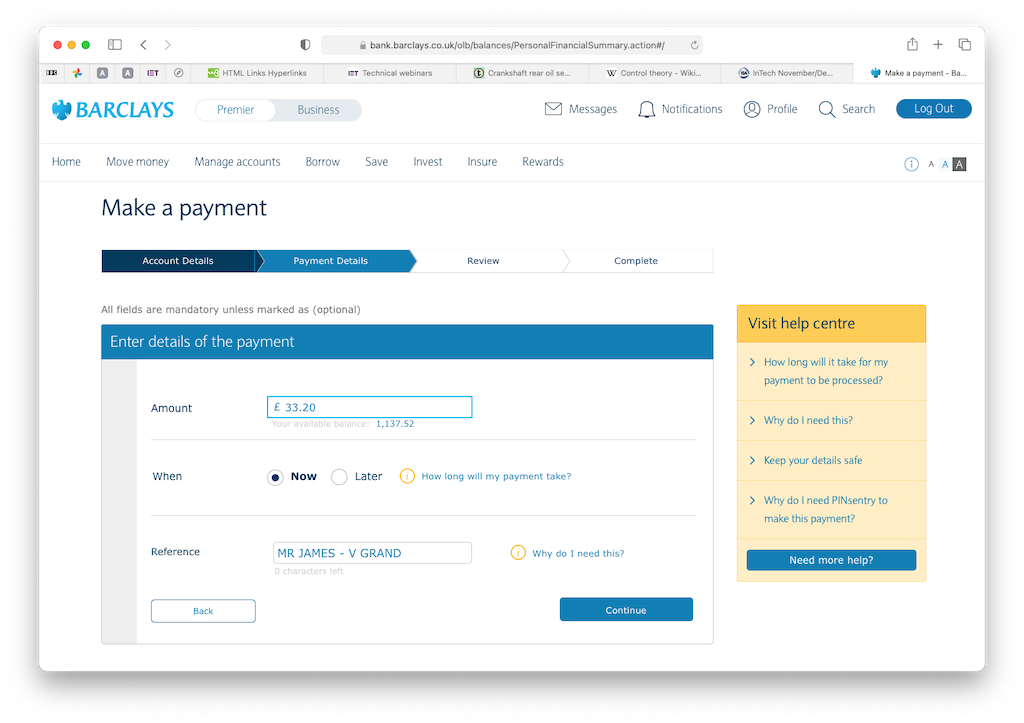 bank.barclays.co.uk/olb/balances/PersonalFinancialSummary.action#/
A
A
IET
HTML Links Hyperlinks
IET Technical webinars
Crankshaft rear oil se...
W Control theory – Wiki...
InTech November/De...
Make a payment - Ba...
BARCLAYS
Premier
Business
Messages
Notifications
Profile
Search
Log Out
Home
Move money
Manage accounts
Borrow
Save
Invest
Insure
Rewards
i
A
A
A
Make a payment
Account Details
Payment Details
Review
Complete
All fields are mandatory unless marked as (optional)
Enter details of the payment
Amount
£ 33.20
Your available balance: 1,137.52
When
Now
Later
i
How long will my payment take?
Reference
MR JAMES - V GRAND
i
Why do I need this?
0 characters left
Back
Continue
Visit help centre
How long will it take for my
payment to be processed?
Why do I need this?
Keep your details safe
Why do I need PINsentry to
make this payment?
Need more help?